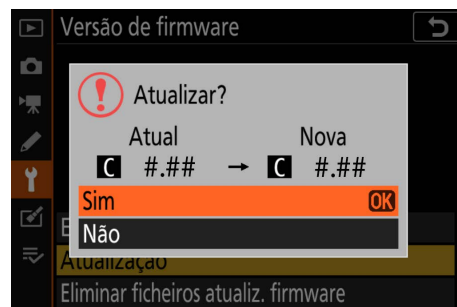 Versão de firmware
Atualizar?
Atual Nova
C #.## → C #.##
Sim OK
Não
Atualização
Eliminar ficheiros atualiz. firmware